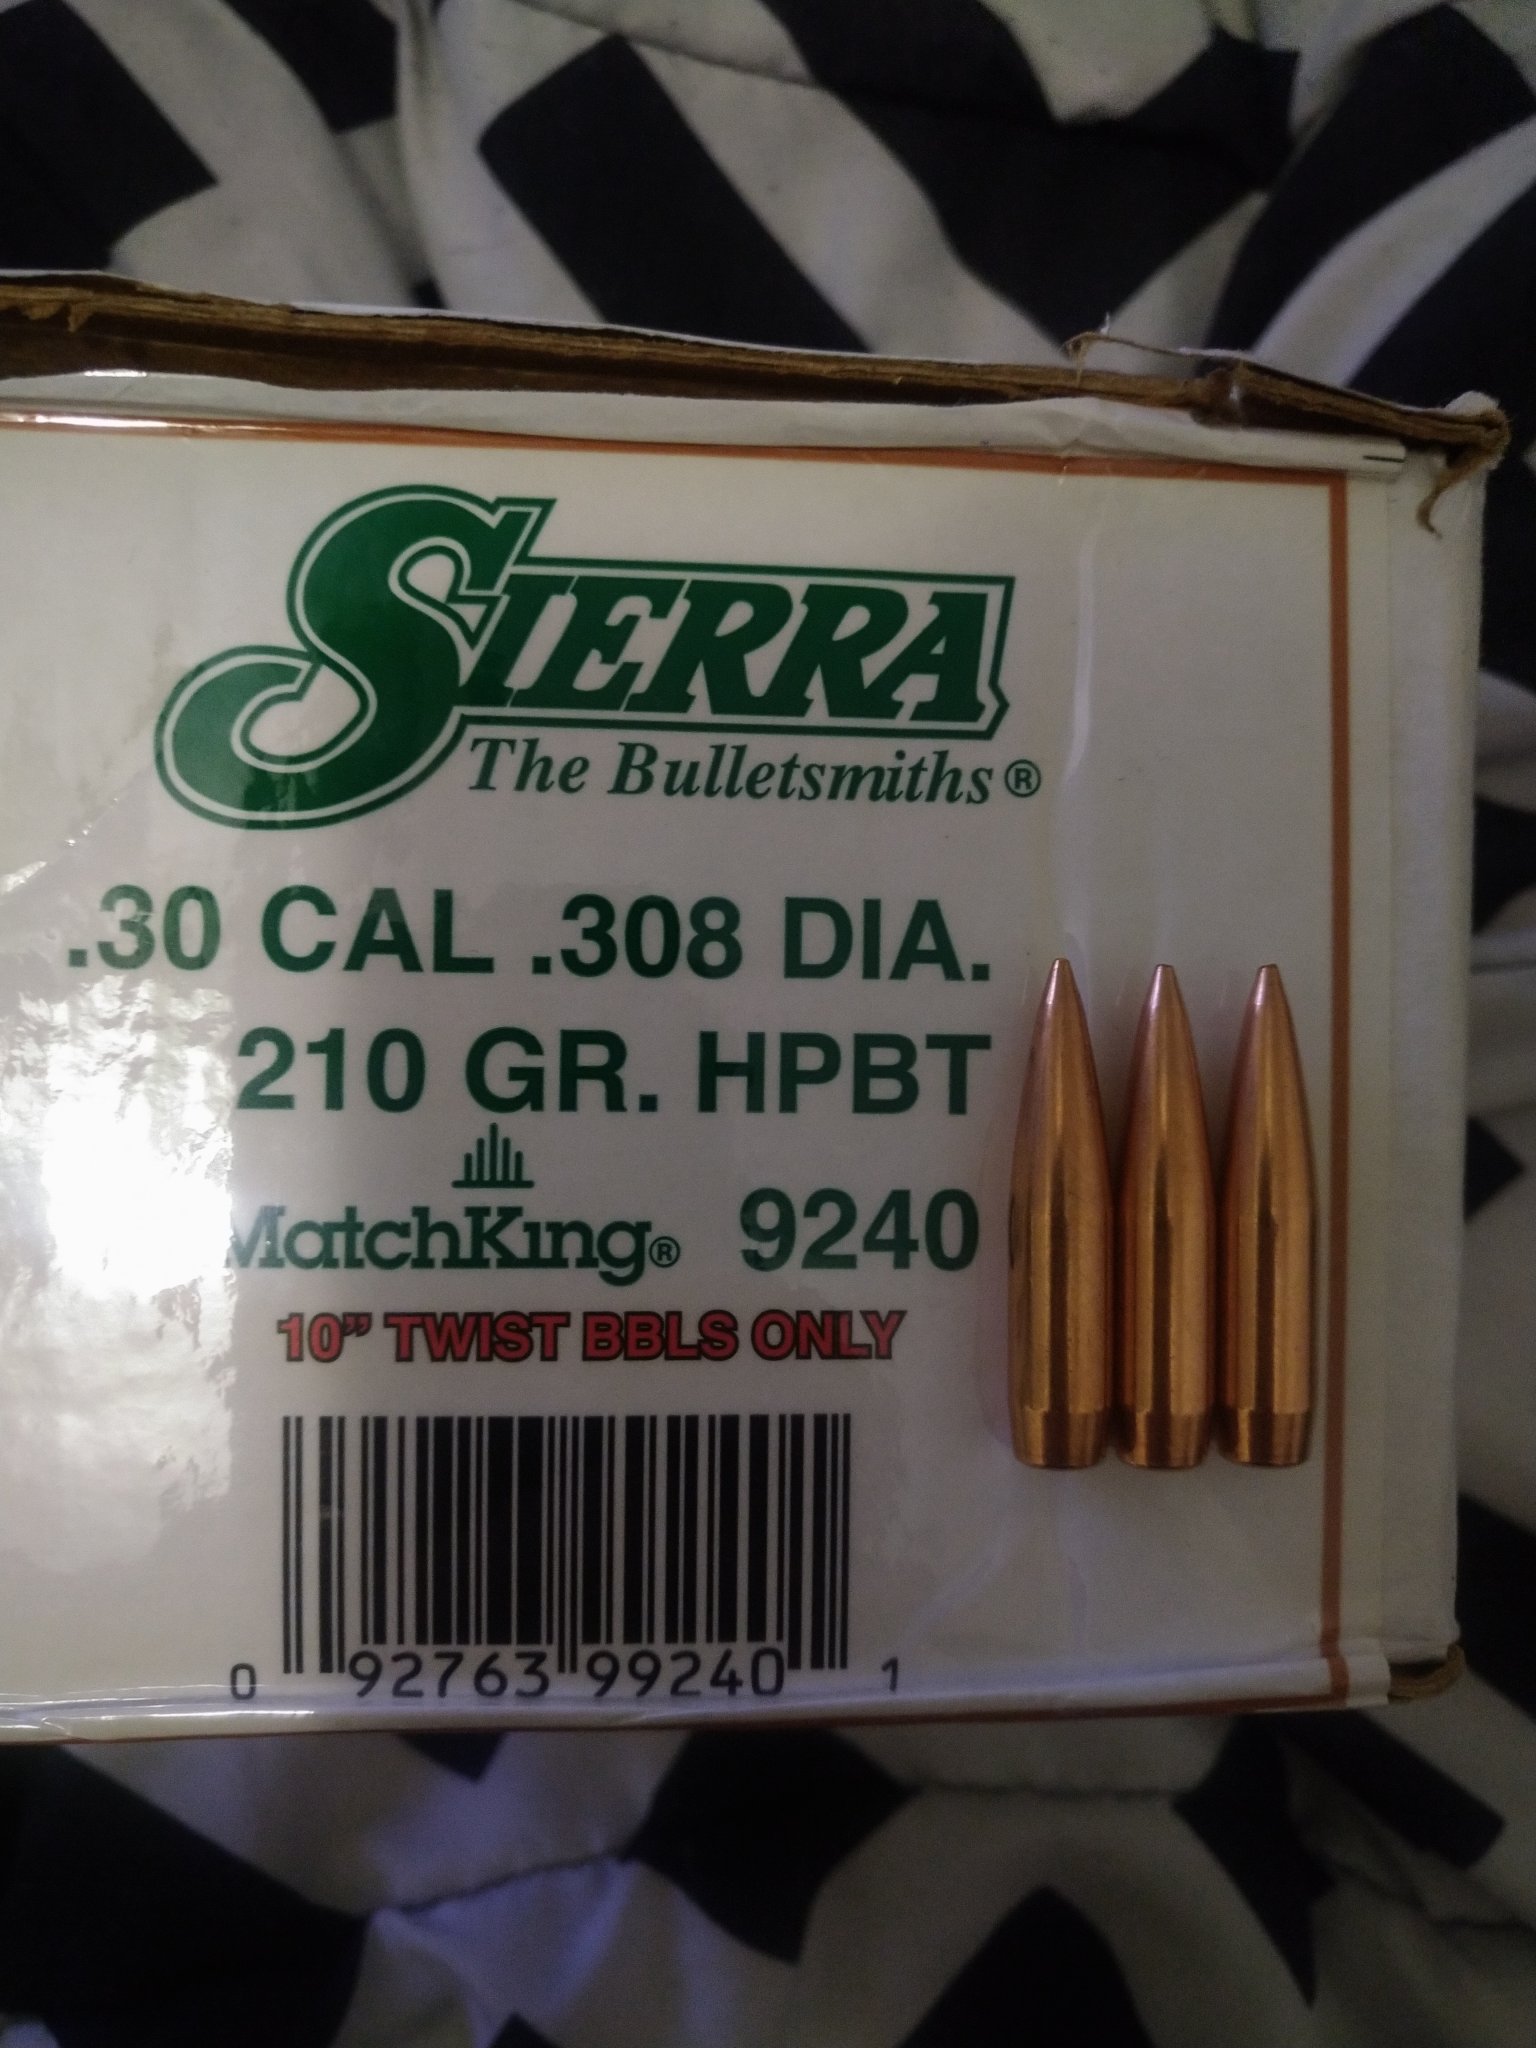 SIERRA
The Bulletsmiths®
.30 CAL .308 DIA.
210 GR. HPBT
MatchKing® 9240
10” TWIST BBLS ONLY
0 92763 99240 1